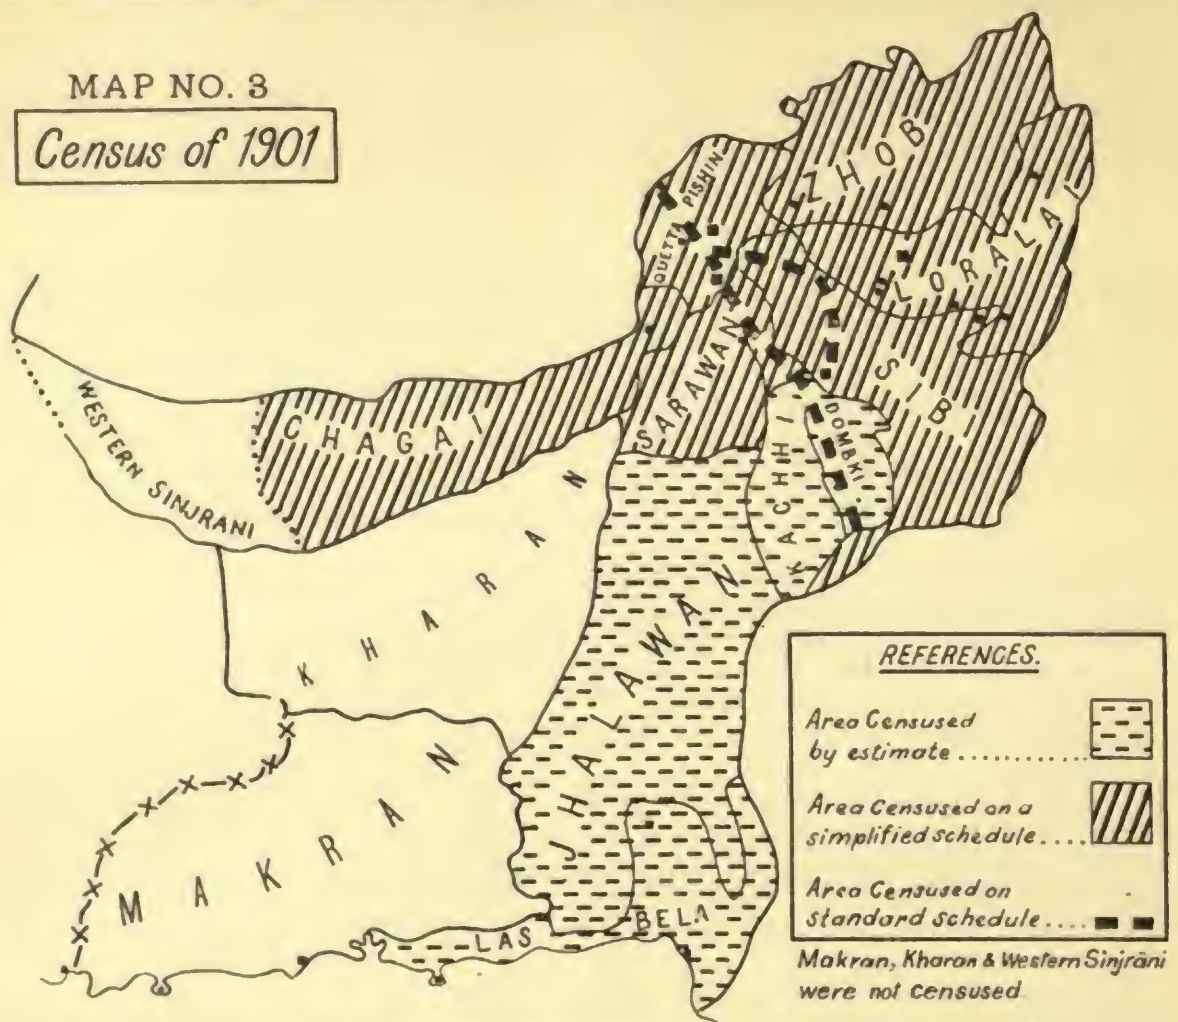 MAP NO. 3
Census of 1901
ZHOB
QUETTA PISHIN
LORALAI
SARAWAN
SIBI
WESTERN SINJRANI
CHAGAI
KACHHI
DOMBKI
KHARAN
JHALAWAN
MAKRAN
LAS BELA
REFERENCES.
Area Censused
by estimate ............
Area Censused on a
simplified schedule....
Area Censused on
standard schedule....
Makran, Kharan & Western Sinjrāni
were not censused